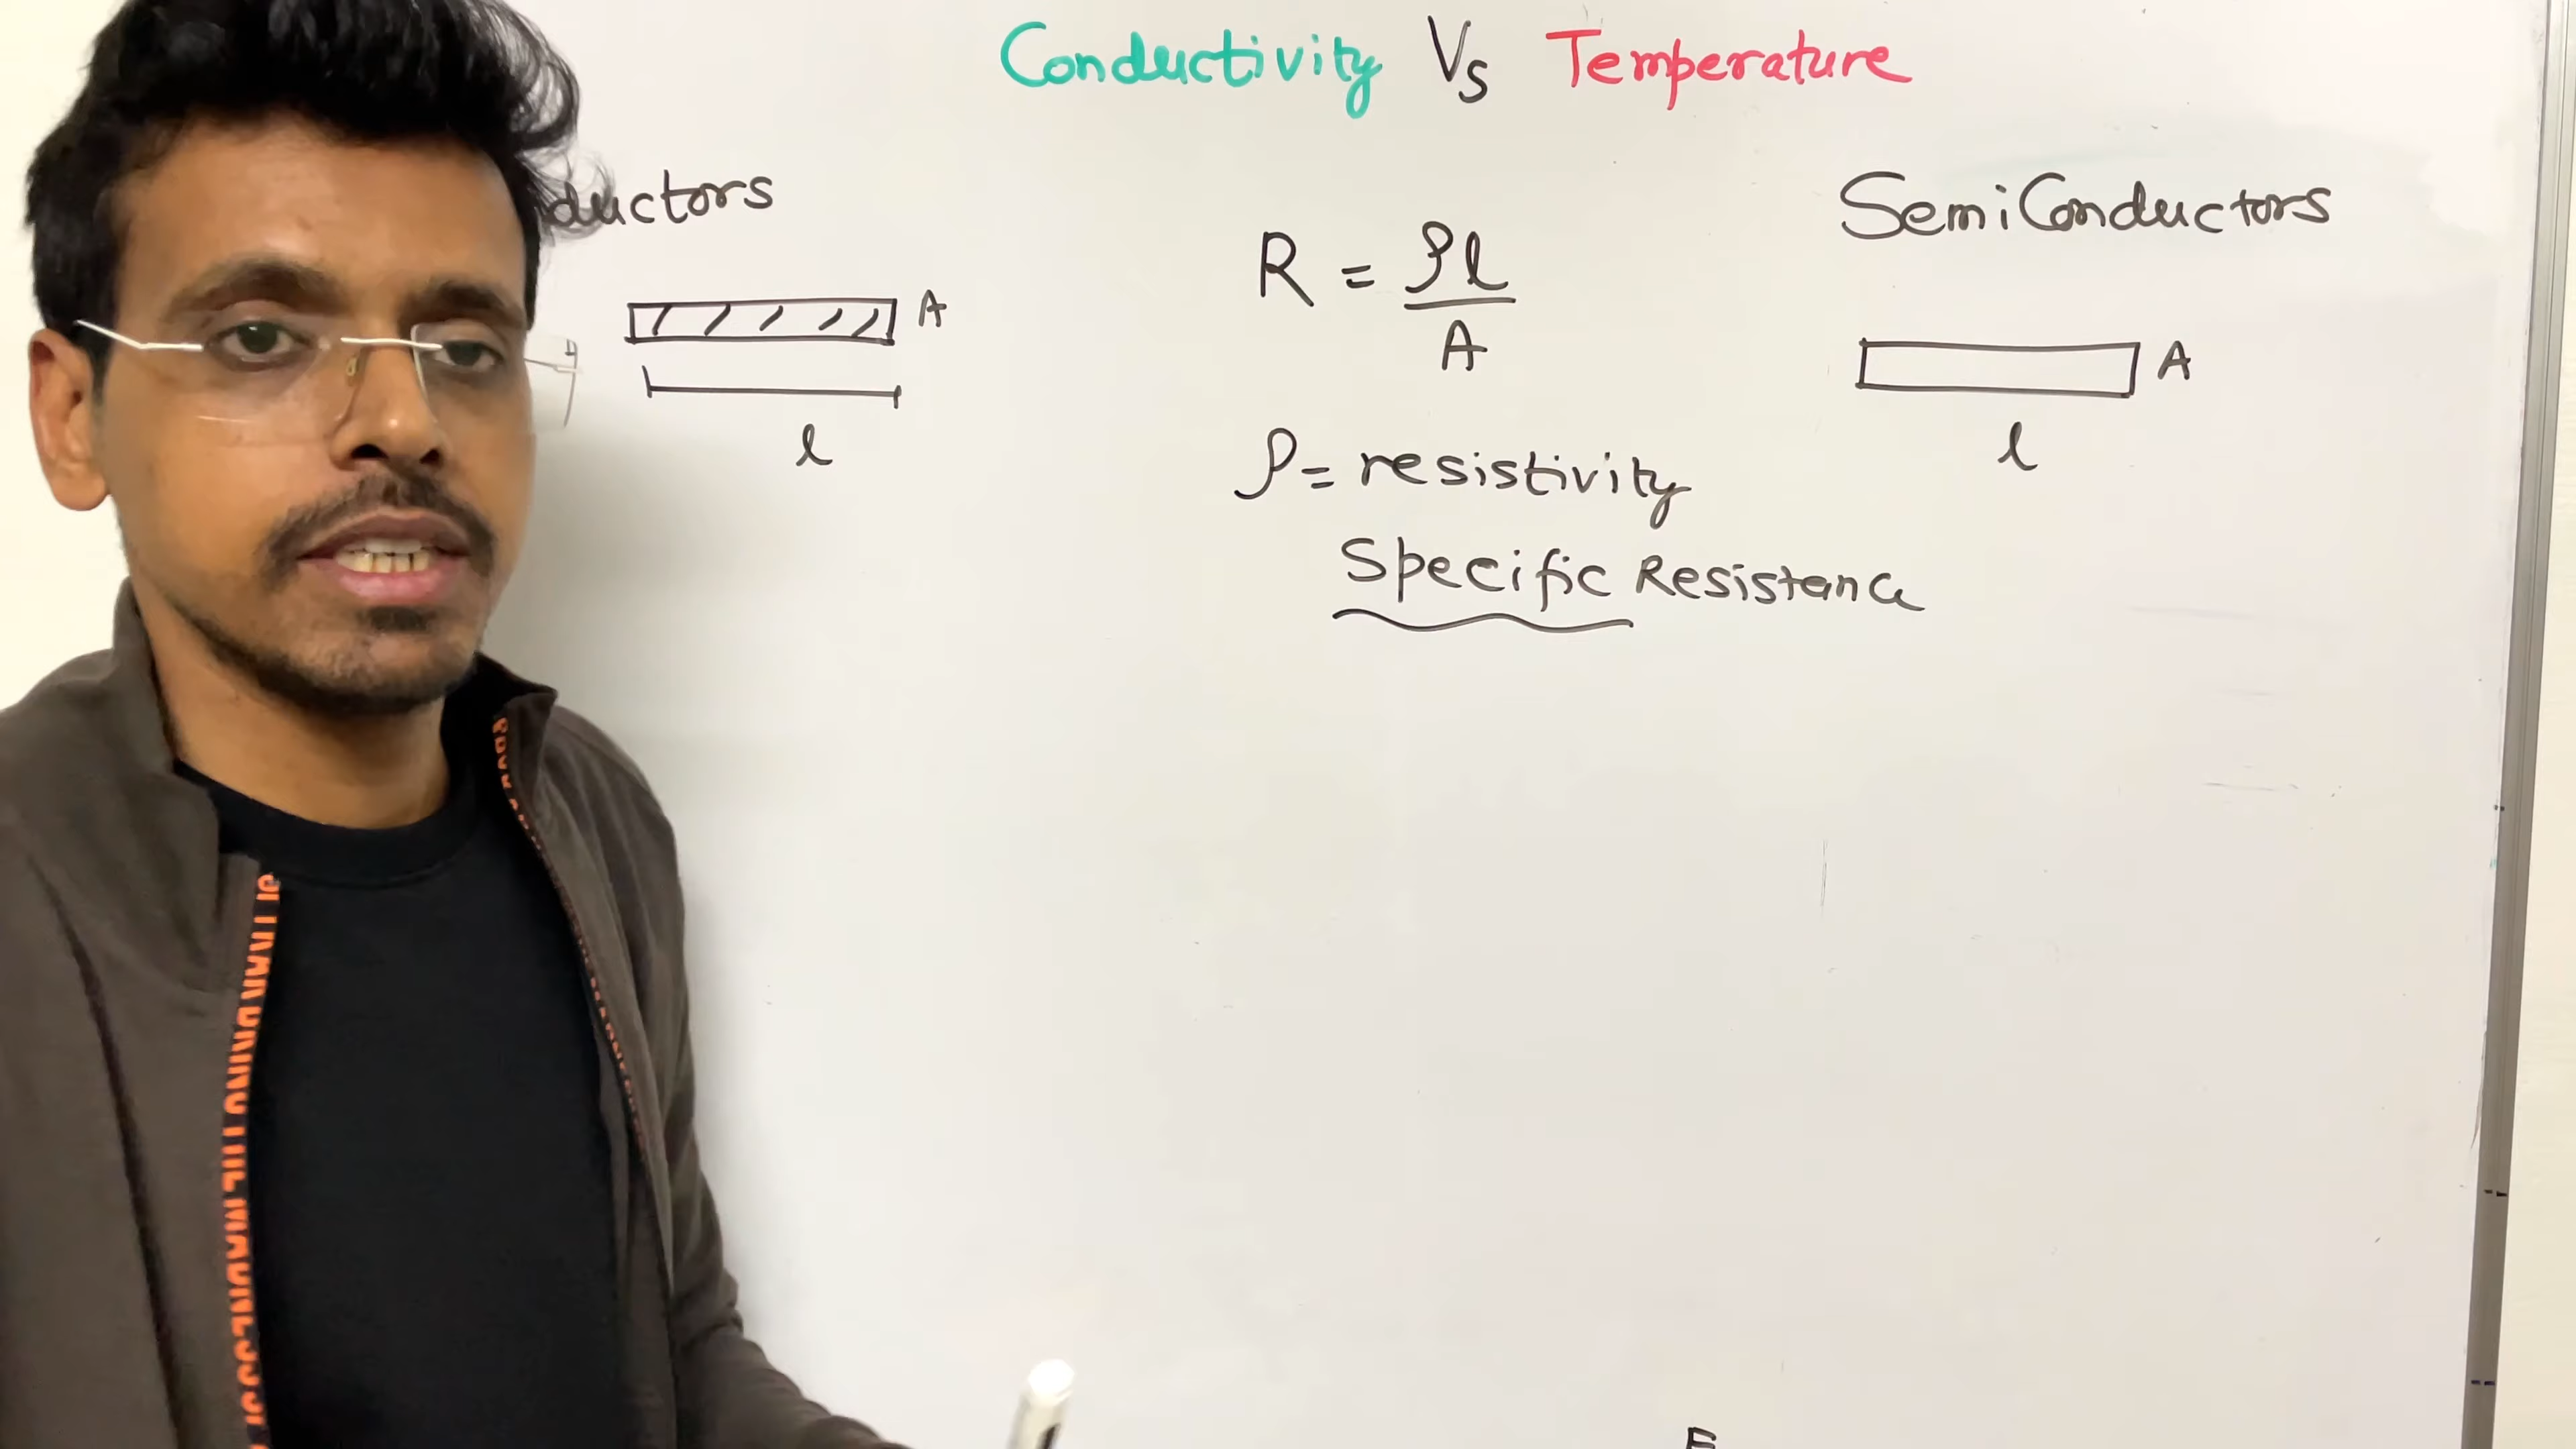 Conductivity Vs Temperature
ductors
SemiConductors
A
l
R = ρl
A
ρ = resistivity
Specific Resistance
A
l
E